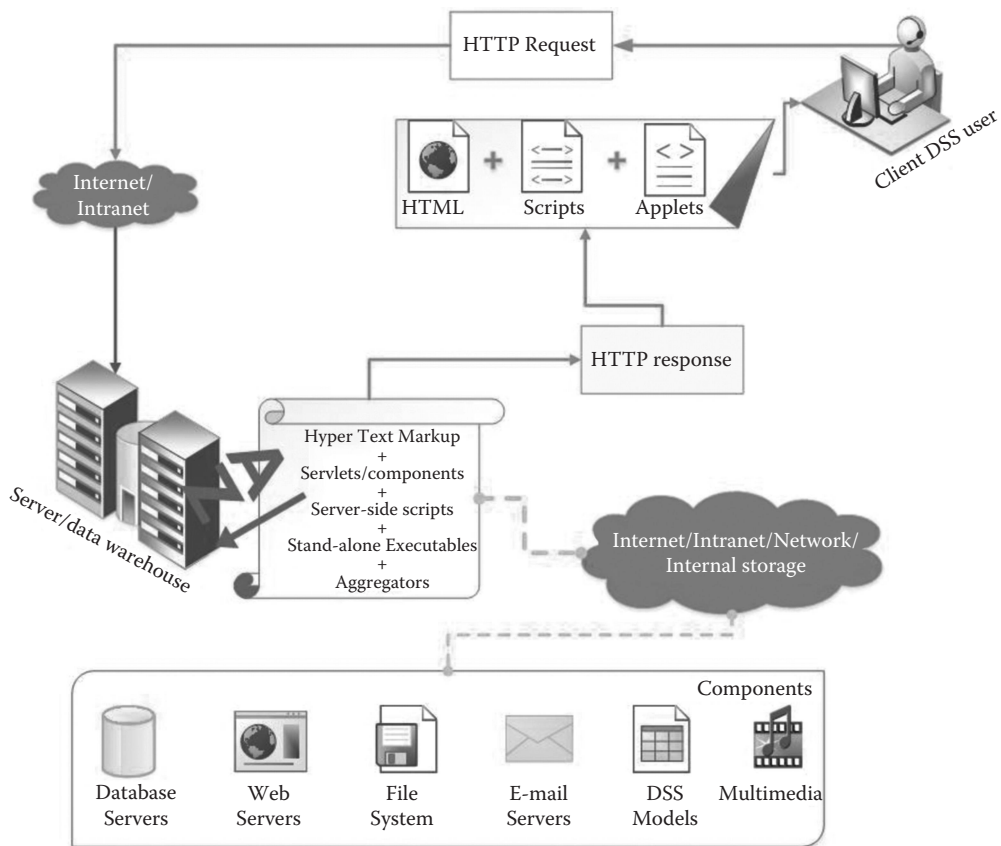 HTTP Request
Client DSS user
Internet/
Intranet
HTML
Scripts
Applets
HTTP response
Server/data warehouse
Hyper Text Markup
+
Servlets/components
+
Server-side scripts
+
Stand-alone Executables
+
Aggregators
Internet/Intranet/Network/
Internal storage
Components
Database
Servers
Web
Servers
File
System
E-mail
Servers
DSS
Models
Multimedia